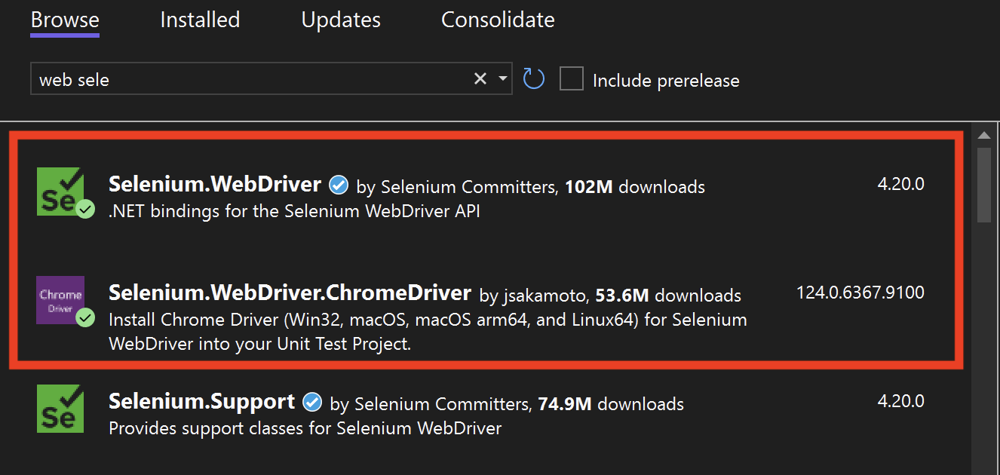 Browse Installed Updates Consolidate
web sele
Include prerelease
Se
Selenium.WebDriver by Selenium Committers, 102M downloads 4.20.0
.NET bindings for the Selenium WebDriver API
Chrome
Driver
Selenium.WebDriver.ChromeDriver by jsakamoto, 53.6M downloads 124.0.6367.9100
Install Chrome Driver (Win32, macOS, macOS arm64, and Linux64) for Selenium
WebDriver into your Unit Test Project.
Se
Selenium.Support by Selenium Committers, 74.9M downloads 4.20.0
Provides support classes for Selenium WebDriver